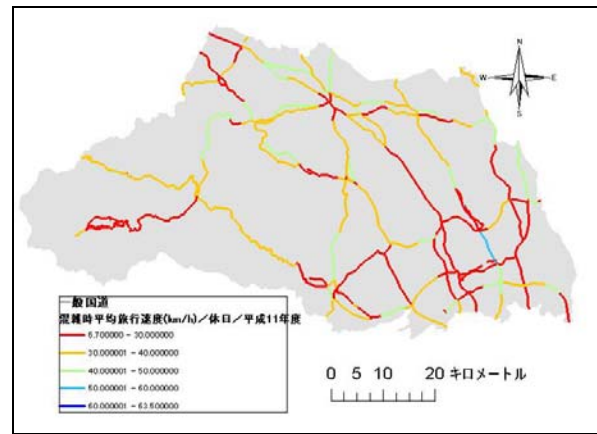 N
W E
S
一般国道
混雑時平均旅行速度(km/h)／休日／平成11年度
6.700000 - 30.000000
30.000001 - 40.000000
40.000001 - 50.000000
50.000001 - 60.000000
60.000001 - 63.500000
0 5 10 20 キロメートル